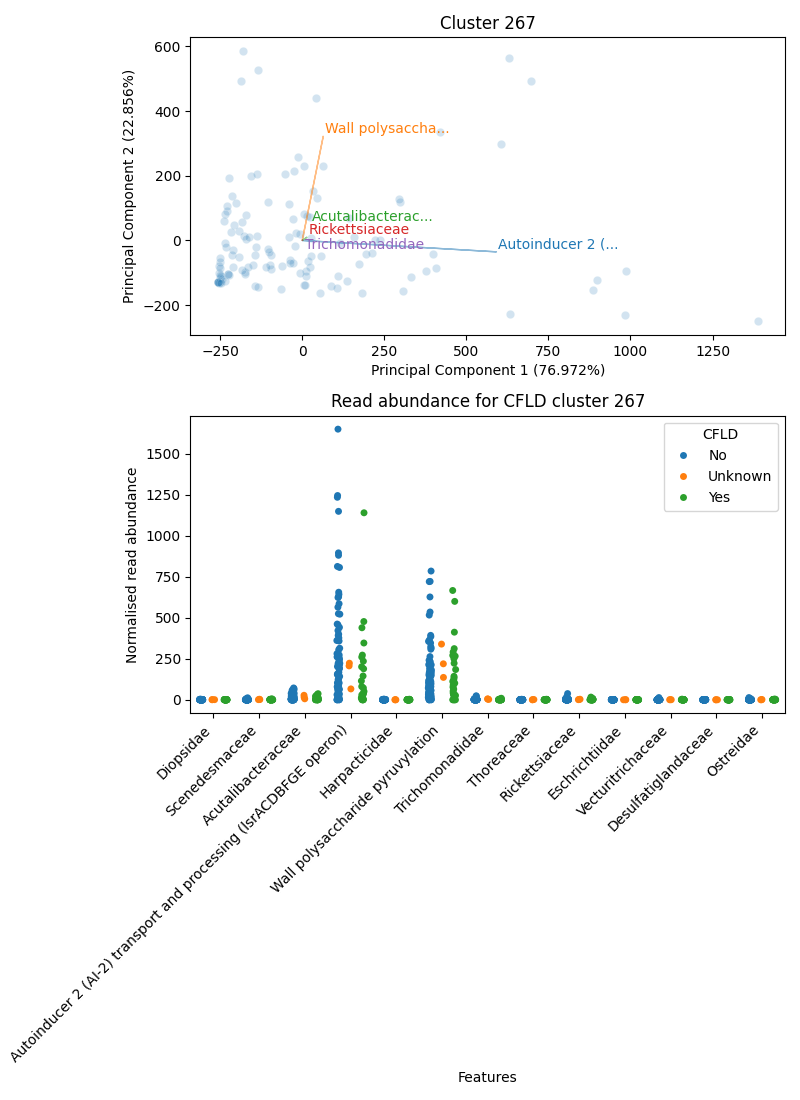 Cluster 267
Principal Component 2 (22.856%)
600
400
200
0
−200
Wall polysaccha...
Acutalibacterac...
Rickettsiaceae
Trichomonadidae
Autoinducer 2 (...
−250
0
250
500
750
1000
1250
Principal Component 1 (76.972%)
Read abundance for CFLD cluster 267
Normalised read abundance
1500
1250
1000
750
500
250
0
CFLD
No
Unknown
Yes
Diopsidae
Scenedesmaceae
Acutalibacteraceae
Autoinducer 2 (AI-2) transport and processing (lsrACDBFGE operon)
Harpacticidae
Wall polysaccharide pyruvylation
Trichomonadidae
Thoreaceae
Rickettsiaceae
Eschrichtiidae
Vecturitrichaceae
Desulfatiglandaceae
Ostreidae
Features